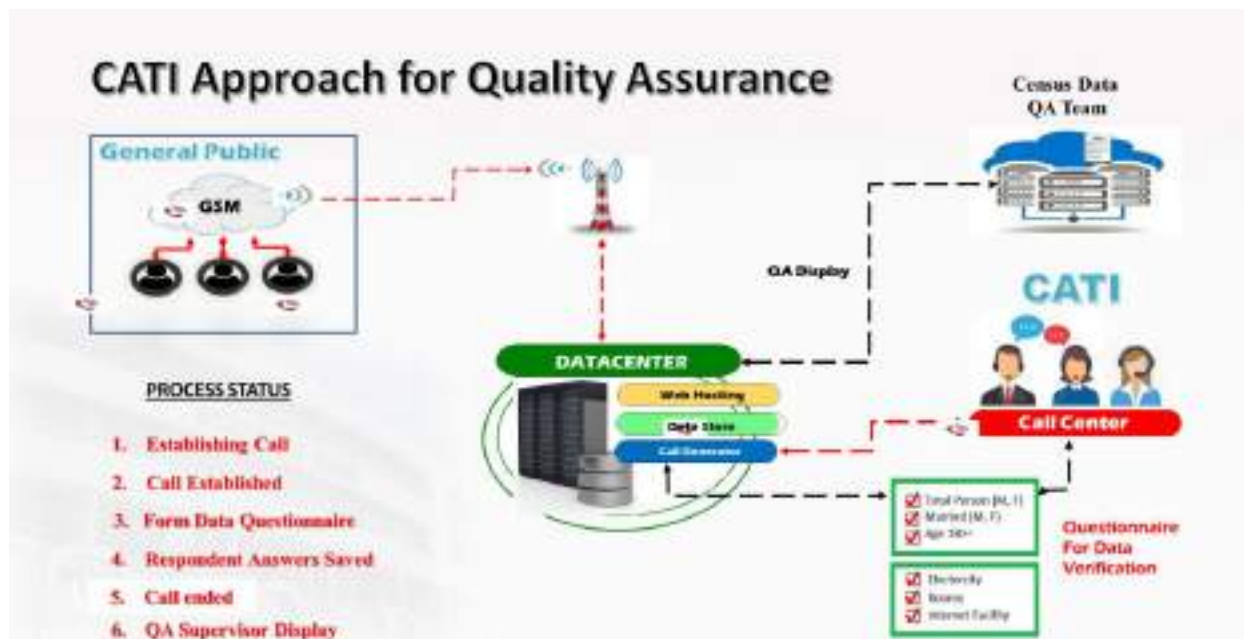 CATI Approach for Quality Assurance
Census Data
QA Team
General Public
GSM
QA Display
CATI
DATACENTER
Web Hosting
Data Store
Call Generator
Call Center
PROCESS STATUS
1. Establishing Call
2. Call Established
3. Form Data Questionnaire
4. Respondent Answers Saved
5. Call ended
6. QA Supervisor Display
Total Person (M, F)
Married (M, F)
Age 18++
Questionnaire
For Data
Verification
Electricity
Rooms
Internet Facility